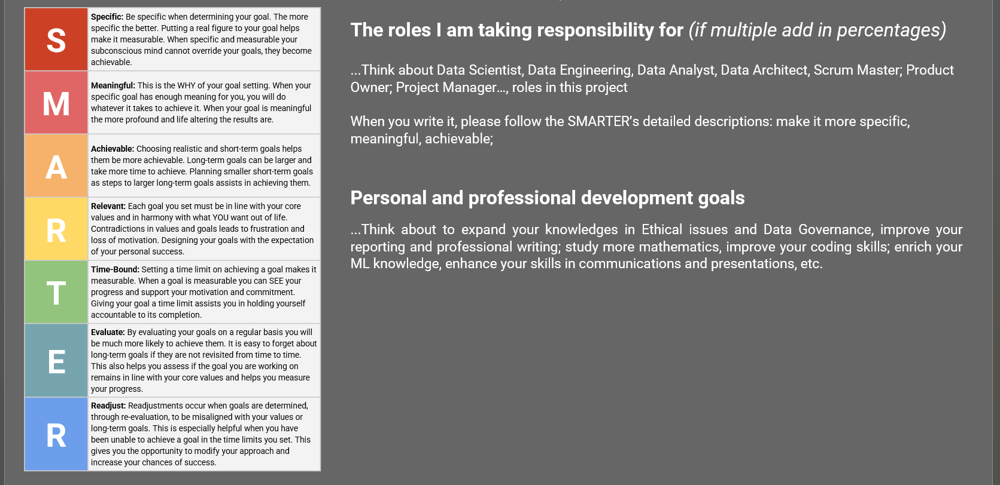 S
Specific: Be specific when determining your goal. The more
specific the better. Putting a real figure to your goal helps
make it measurable. When specific and measurable your
subconscious mind cannot override your goals, they become
achievable.
M
Meaningful: This is the WHY of your goal setting. When your
specific goal has enough meaning for you, you will do
whatever it takes to achieve it. When your goal is meaningful
the more profound and life altering the results are.
A
Achievable: Choosing realistic and short-term goals helps
them be more achievable. Long-term goals can be larger and
take more time to achieve. Planning smaller short-term goals
as steps to larger long-term goals assists in achieving them.
R
Relevant: Each goal you set must be in line with your core
values and in harmony with what YOU want out of life.
Contradictions in values and goals leads to frustration and
loss of motivation. Designing your goals with the expectation
of your personal success.
T
Time-Bound: Setting a time limit on achieving a goal makes it
measurable. When a goal is measurable you can SEE your
progress and support your motivation and commitment.
Giving your goal a time limit assists you in holding yourself
accountable to its completion.
E
Evaluate: By evaluating your goals on a regular basis you will
be much more likely to achieve them. It is easy to forget about
long-term goals if they are not revisited from time to time.
This also helps you assess if the goal you are working on
remains in line with your core values and helps you measure
your progress.
R
Readjust: Readjustments occur when goals are determined,
through re-evaluation, to be misaligned with your values or
long-term goals. This is especially helpful when you have
been unable to achieve a goal in the time limits you set. This
gives you the opportunity to modify your approach and
increase your chances of success.
The roles I am taking responsibility for (if multiple add in percentages)
...Think about Data Scientist, Data Engineering, Data Analyst, Data Architect, Scrum Master; Product
Owner; Project Manager…, roles in this project
When you write it, please follow the SMARTER’s detailed descriptions: make it more specific,
meaningful, achievable;
Personal and professional development goals
...Think about to expand your knowledges in Ethical issues and Data Governance, improve your
reporting and professional writing; study more mathematics, improve your coding skills; enrich your
ML knowledge, enhance your skills in communications and presentations, etc.